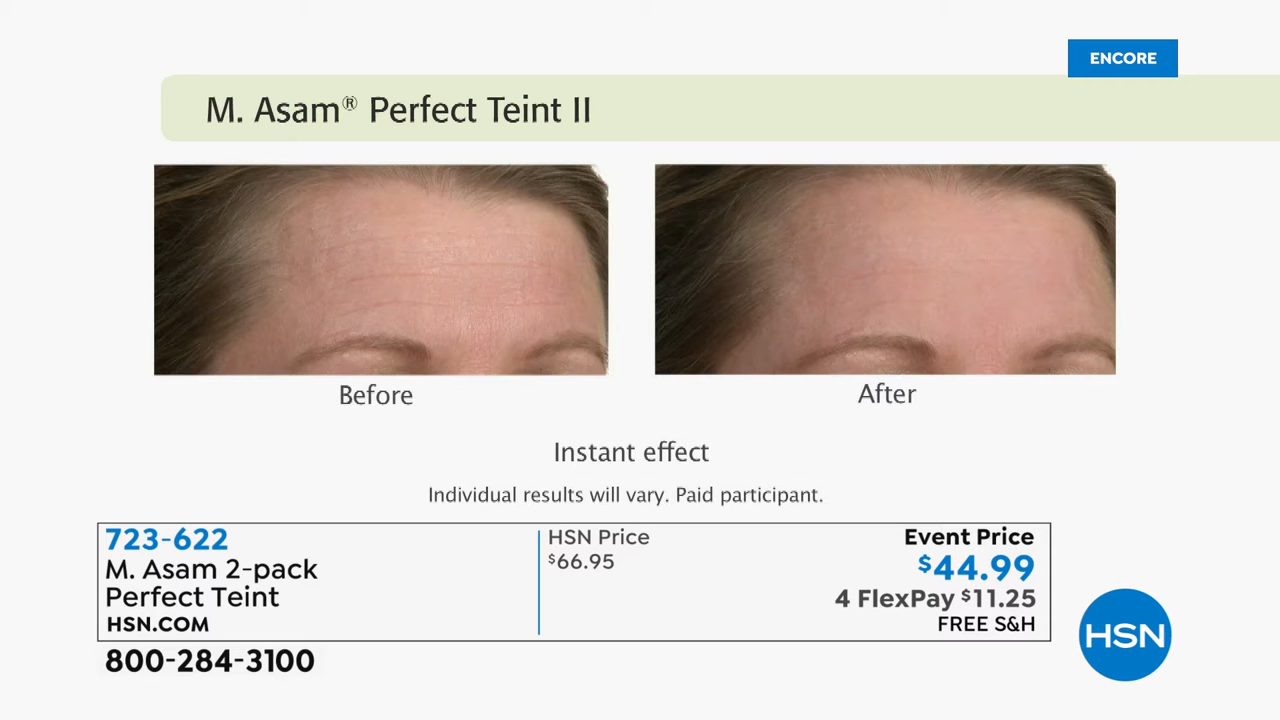 ENCORE
M. Asam® Perfect Teint II
Before
After
Instant effect
Individual results will vary. Paid participant.
723-622
M. Asam 2-pack
Perfect Teint
HSN.COM
HSN Price
$66.95
Event Price
$44.99
4 FlexPay $11.25
FREE S&H
800-284-3100
HSN